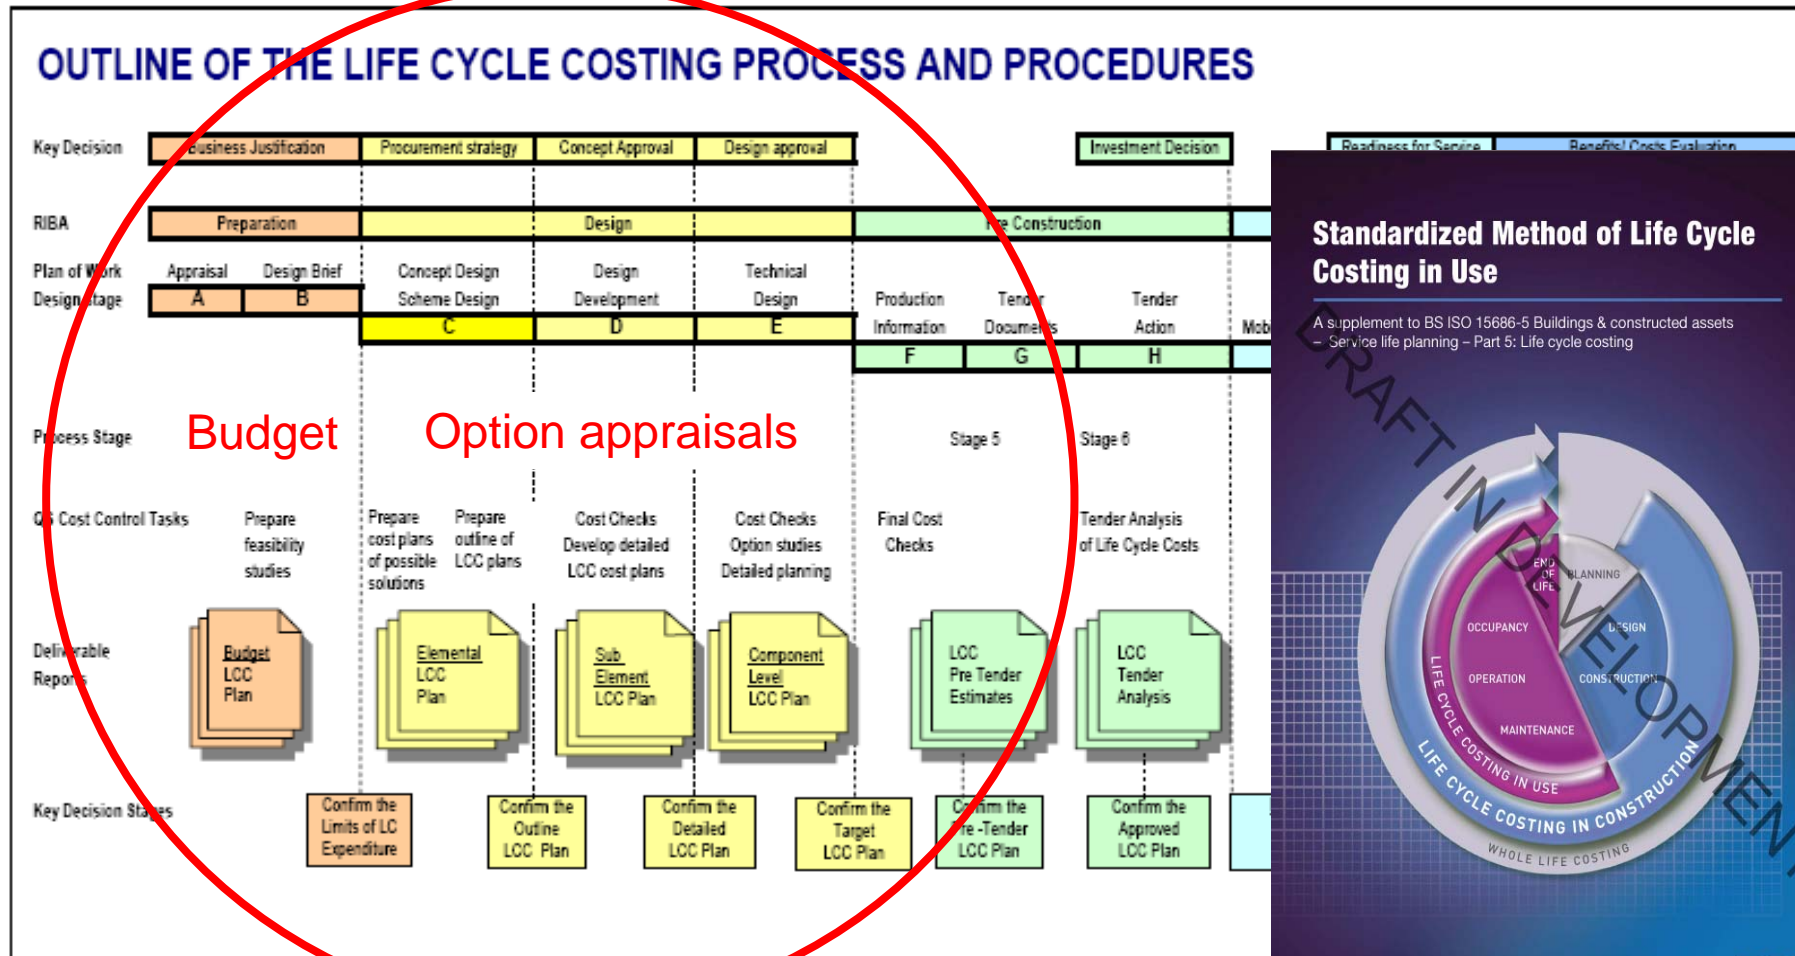 OUTLINE OF THE LIFE CYCLE COSTING PROCESS AND PROCEDURES
Key Decision
Business Justification
Procurement strategy
Concept Approval
Design approval
Investment Decision
Readiness for Service
Benefits/ Costs Evaluation
RIBA
Preparation
Design
Pre Construction
Plan of Work
Design stage
Appraisal
A
Design Brief
B
Concept Design
Scheme Design
C
Design
Development
D
Technical
Design
E
Production
Information
F
Tender
Documents
G
Tender
Action
H
Process Stage
Budget
Option appraisals
Stage 5
Stage 6
QS Cost Control Tasks
Prepare
feasibility
studies
Prepare
cost plans
of possible
solutions
Prepare
outline of
LCC plans
Cost Checks
Develop detailed
LCC cost plans
Cost Checks
Option studies
Detailed planning
Final Cost
Checks
Tender Analysis
of Life Cycle Costs
Deliverable
Reports
Budget
LCC
Plan
Elemental
LCC
Plan
Sub
Element
LCC Plan
Component
Level
LCC Plan
LCC
Pre Tender
Estimates
LCC
Tender
Analysis
Key Decision Stages
Confirm the
Limits of LC
Expenditure
Confirm the
Outline
LCC Plan
Confirm the
Detailed
LCC Plan
Confirm the
Target
LCC Plan
Confirm the
Pre -Tender
LCC Plan
Confirm the
Approved
LCC Plan
Standardized Method of Life Cycle
Costing in Use
A supplement to BS ISO 15686-5 Buildings & constructed assets
– Service life planning – Part 5: Life cycle costing
DRAFT IN DEVELOPMENT
END
OF
LIFE
PLANNING
OCCUPANCY
DESIGN
OPERATION
CONSTRUCTION
MAINTENANCE
LIFE CYCLE COSTING IN USE
LIFE CYCLE COSTING IN CONSTRUCTION
WHOLE LIFE COSTING